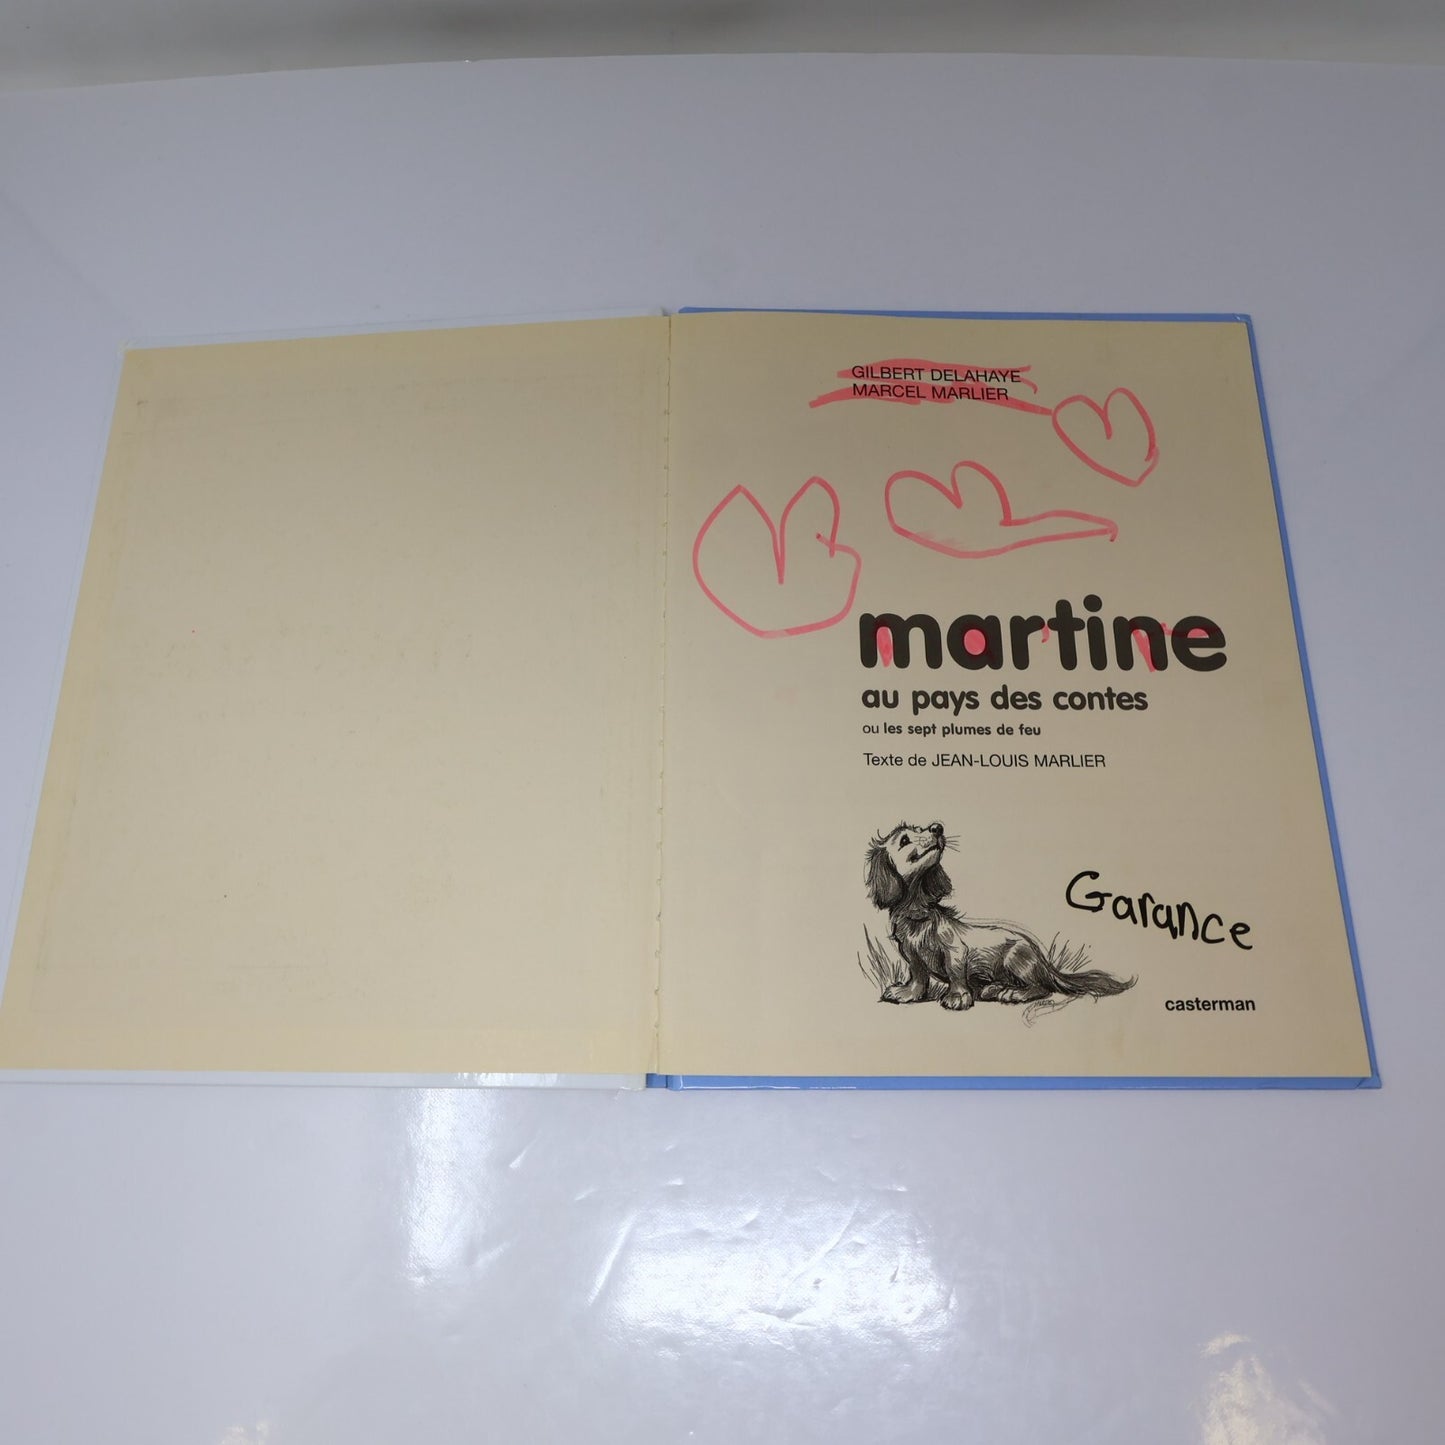 GILBERT DELAHAYE
MARCEL MARLIER
martine
au pays des contes
ou les sept plumes de feu
Texte de JEAN-LOUIS MARLIER
Garance
casterman